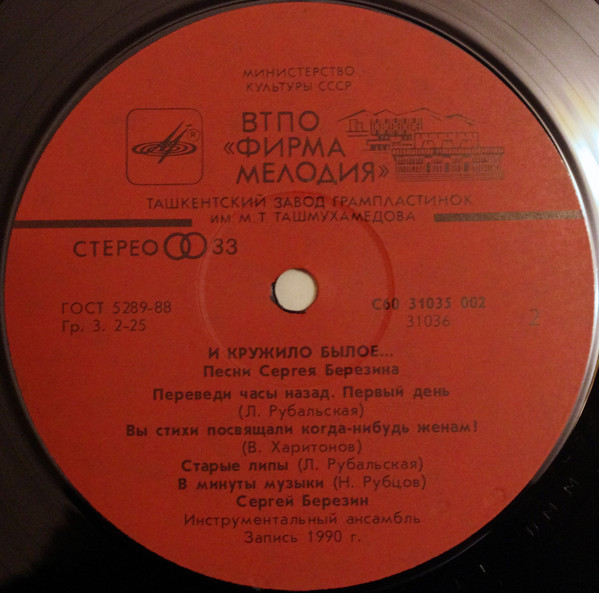 МИНИСТЕРСТВО
КУЛЬТУРЫ СССР
ВТПО
«ФИРМА
МЕЛОДИЯ»
ТАШКЕНТСКИЙ ЗАВОД ГРАМПЛАСТИНОК
ИМ. М. Т. ТАШМУХАМЕДОВА
СТЕРЕО 33
ГОСТ 5289-88
Гр. 3. 2-25
С60 31035 002
31036
2
И КРУЖИЛО БЫЛОЕ...
Песни Сергея Березина
Переведи часы назад. Первый день
(Л. Рубальская)
Вы стихи посвящали когда-нибудь женам!
(В. Харитонов)
Старые липы (Л. Рубальская)
В минуты музыки (Н. Рубцов)
Сергей Березин
Инструментальный ансамбль
Запись 1990 г.